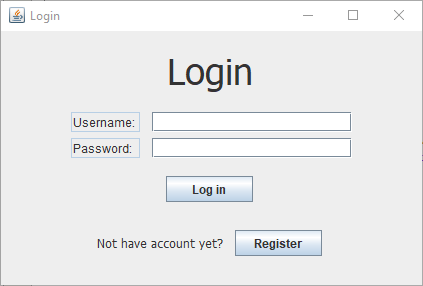 Login
Login
Username:
Password:
Log in
Not have account yet? Register